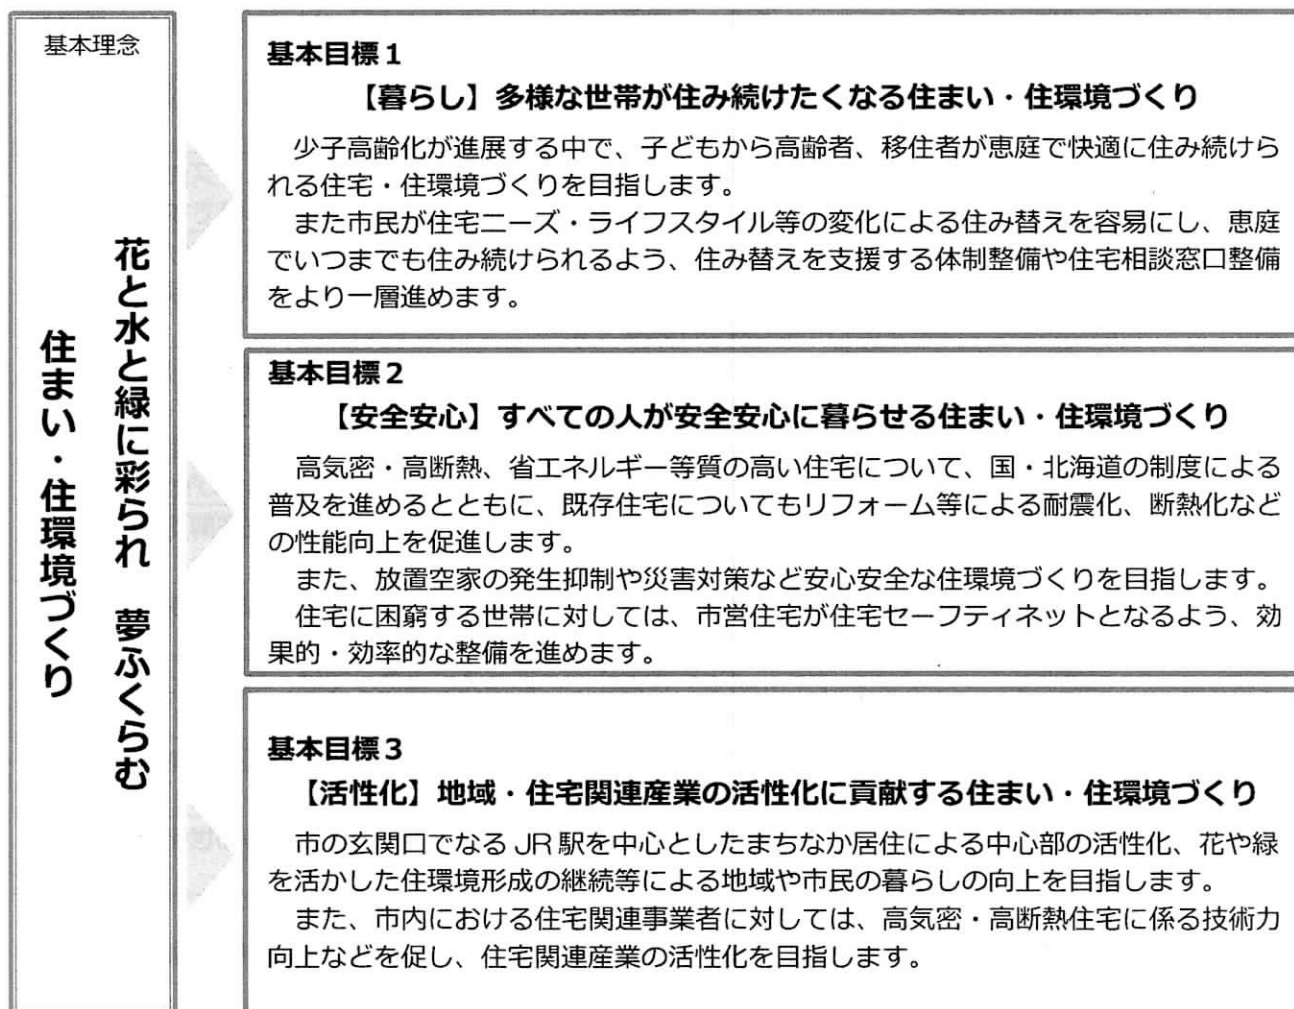 基本理念
花と水と緑に彩られ　夢ふくらむ
住まい・住環境づくり
基本目標１
【暮らし】多様な世帯が住み続けたくなる住まい・住環境づくり
少子高齢化が進展する中で、子どもから高齢者、移住者が恵庭で快適に住み続けら
れる住宅・住環境づくりを目指します。
また市民が住宅ニーズ・ライフスタイル等の変化による住み替えを容易にし、恵庭
でいつまでも住み続けられるよう、住み替えを支援する体制整備や住宅相談窓口整備
をより一層進めます。
基本目標２
【安全安心】すべての人が安全安心に暮らせる住まい・住環境づくり
高気密・高断熱、省エネルギー等質の高い住宅について、国・北海道の制度による
普及を進めるとともに、既存住宅についてもリフォーム等による耐震化、断熱化など
の性能向上を促進します。
また、放置空家の発生抑制や災害対策など安心安全な住環境づくりを目指します。
住宅に困窮する世帯に対しては、市営住宅が住宅セーフティネットとなるよう、効
果的・効率的な整備を進めます。
基本目標３
【活性化】地域・住宅関連産業の活性化に貢献する住まい・住環境づくり
市の玄関口でなる JR 駅を中心としたまちなか居住による中心部の活性化、花や緑
を活かした住環境形成の継続等による地域や市民の暮らしの向上を目指します。
また、市内における住宅関連事業者に対しては、高気密・高断熱住宅に係る技術力
向上などを促し、住宅関連産業の活性化を目指します。